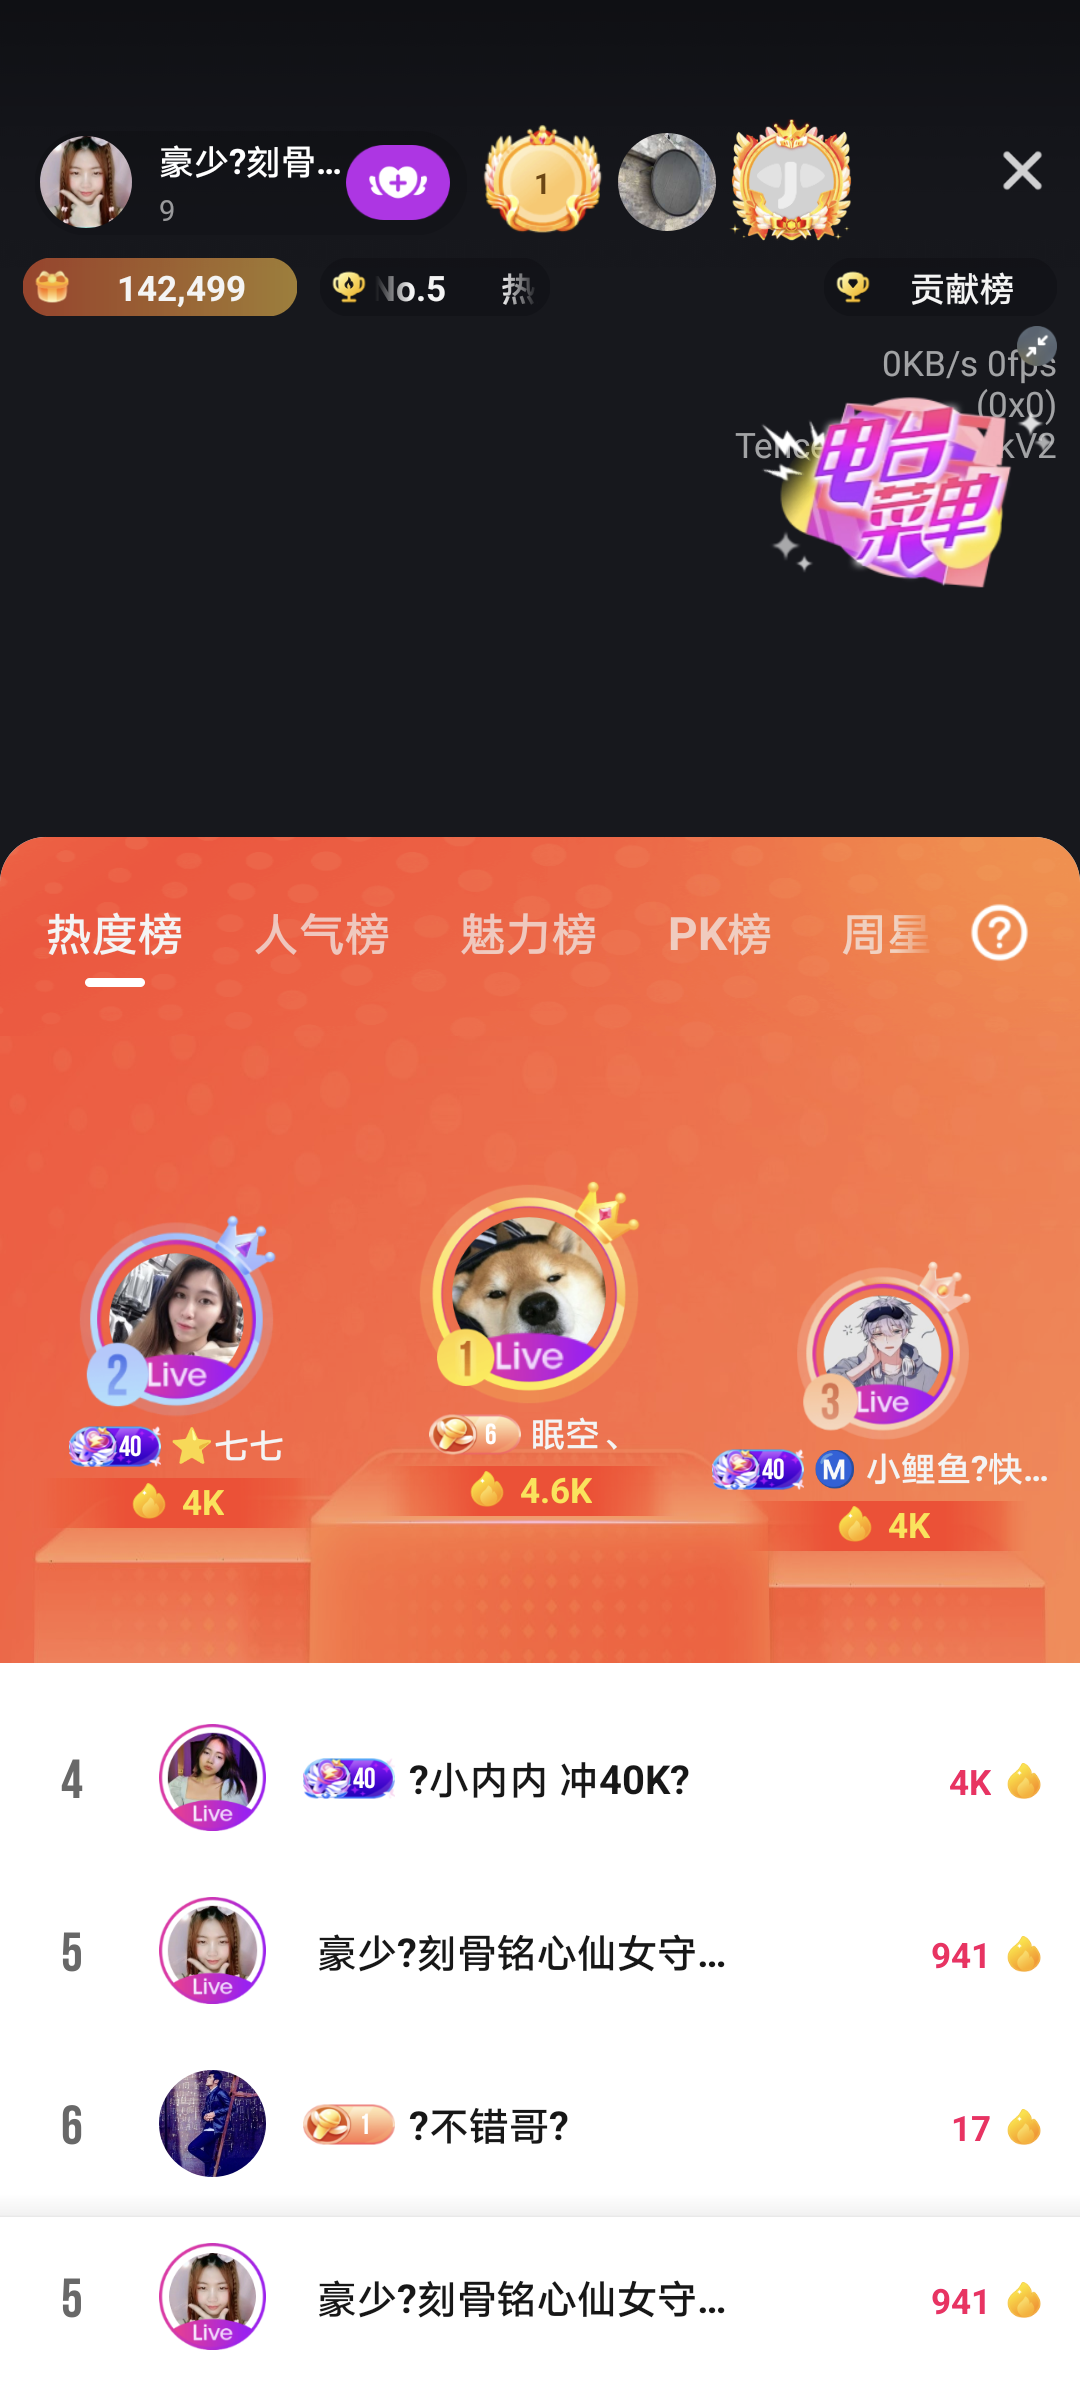 豪少?刻骨...
9
1
142,499
No.5
热
贡献榜
0KB/s 0fps
(0x0)
电台
菜单
热度榜
人气榜
魅力榜
PK榜
周星
2
Live
40
⭐七七
4K
1
Live
6
眠空、
4.6K
3
Live
40
M
小鲤鱼?快...
4K
4
Live
40
?小内内 冲40K?
4K
5
Live
豪少?刻骨铭心仙女守...
941
6
1
?不错哥?
17
5
Live
豪少?刻骨铭心仙女守...
941